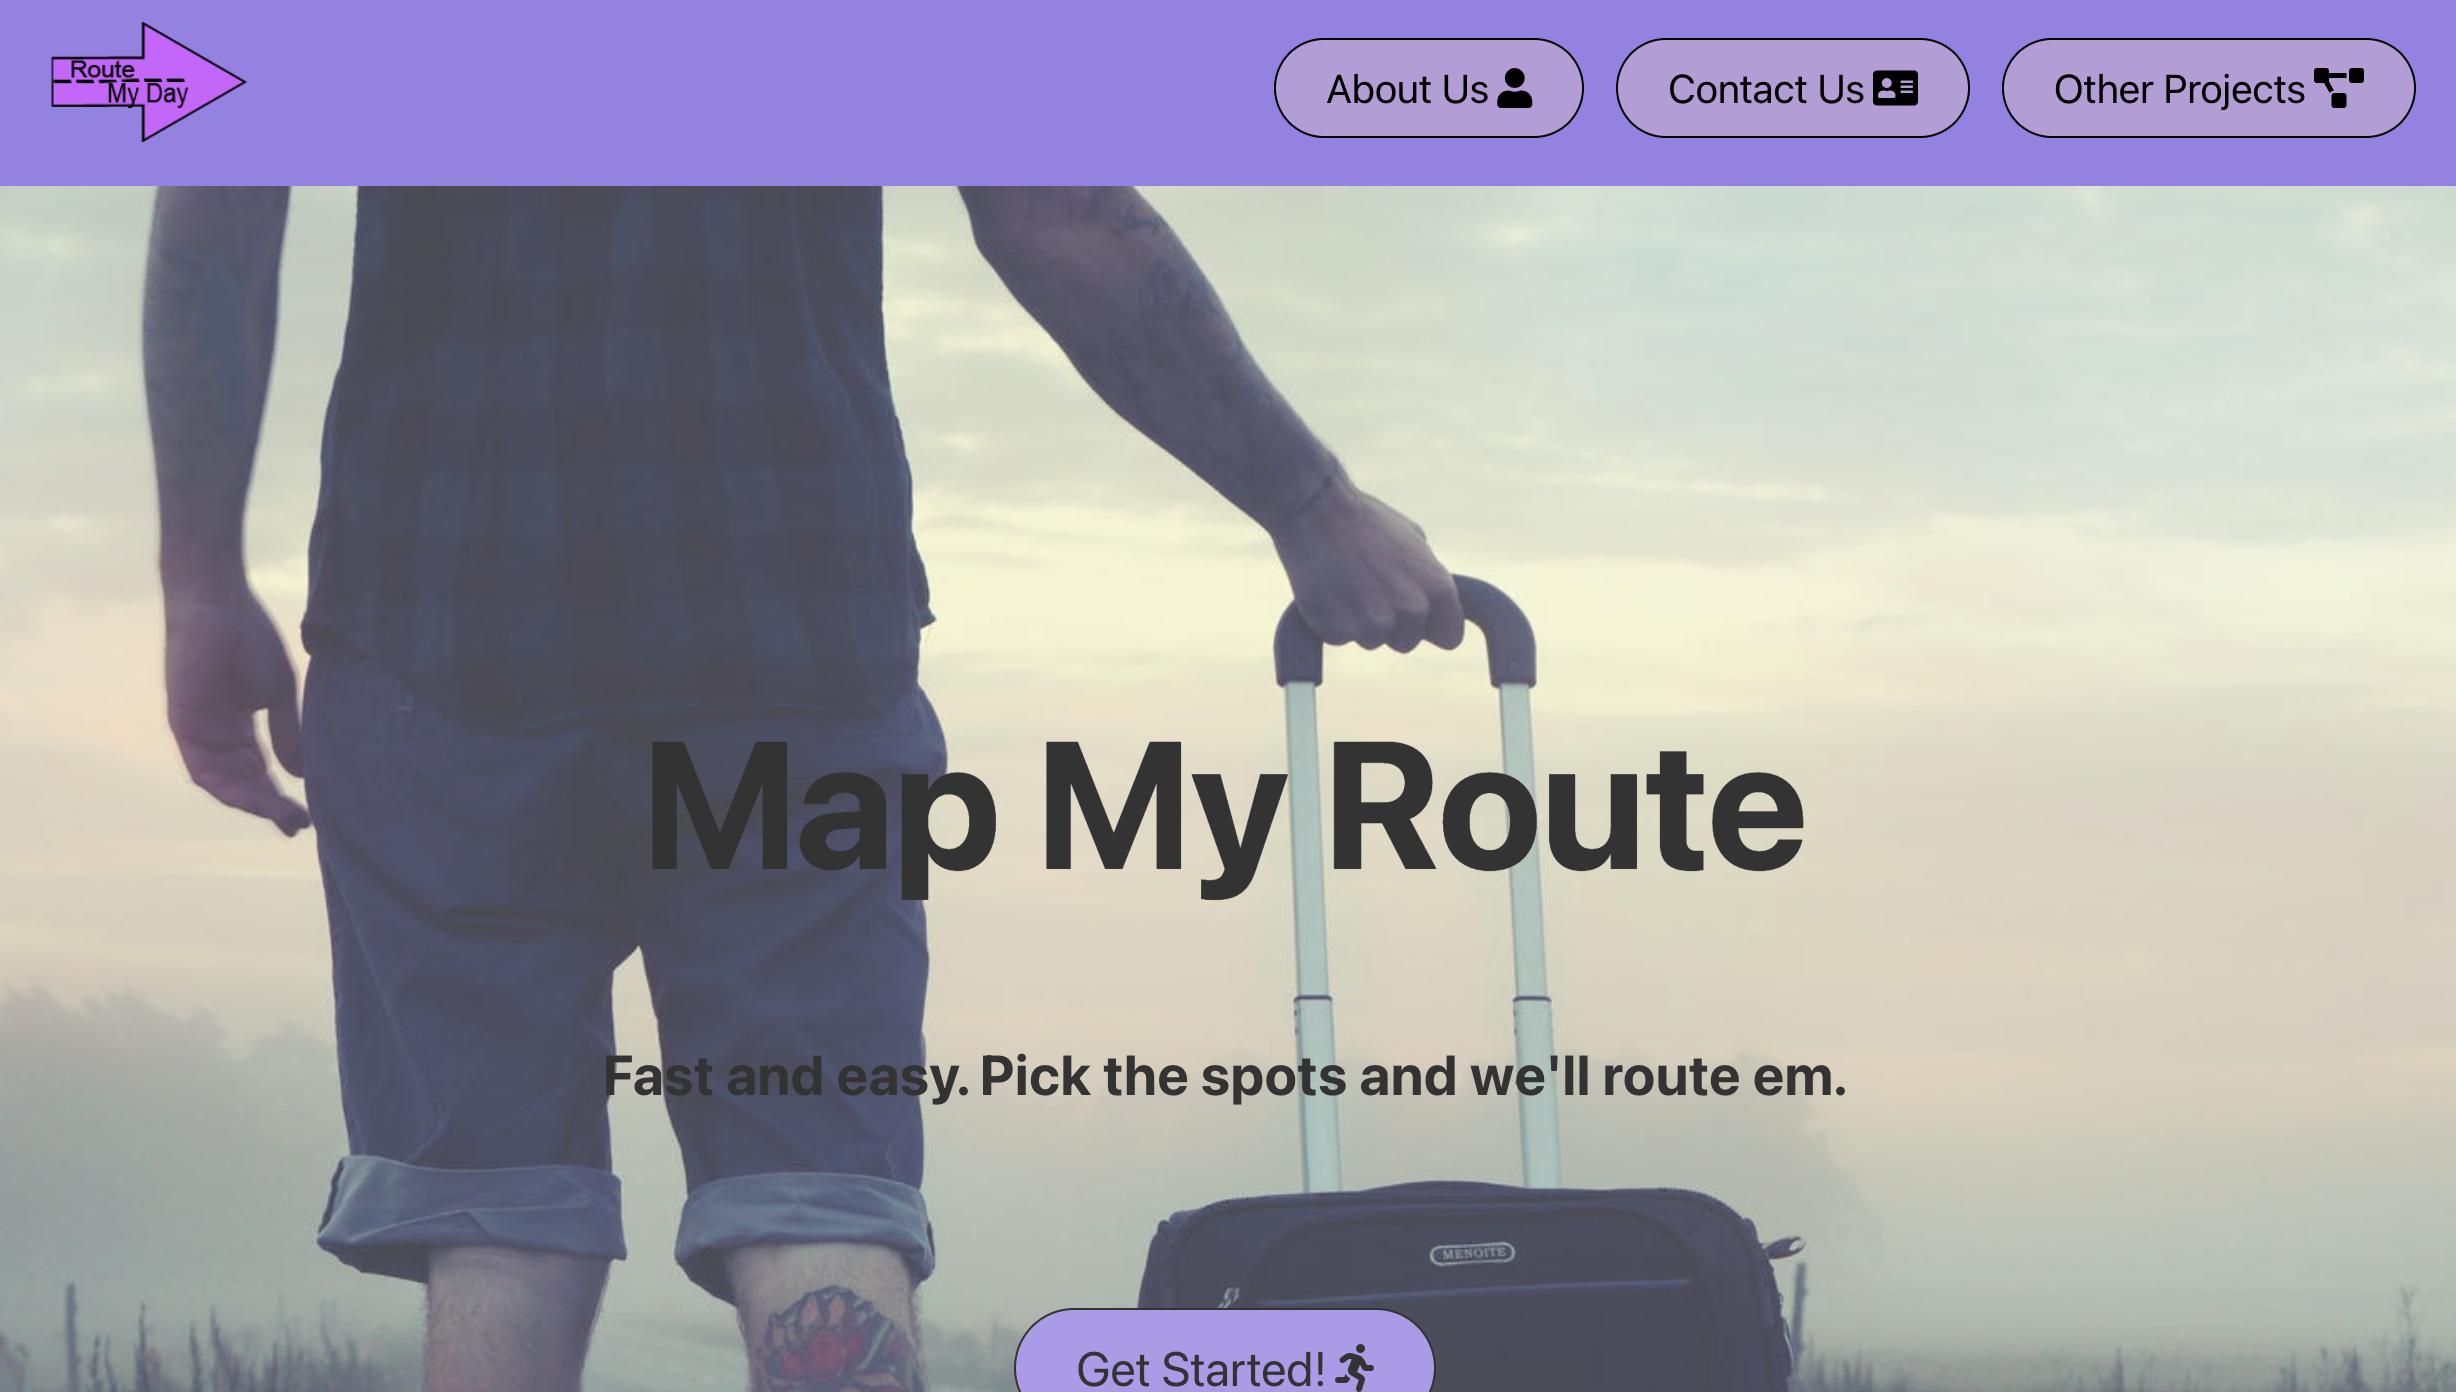 Route
My Day
About Us
Contact Us
Other Projects
Map My Route
Fast and easy. Pick the spots and we'll route em.
MENOITE
Get Started!